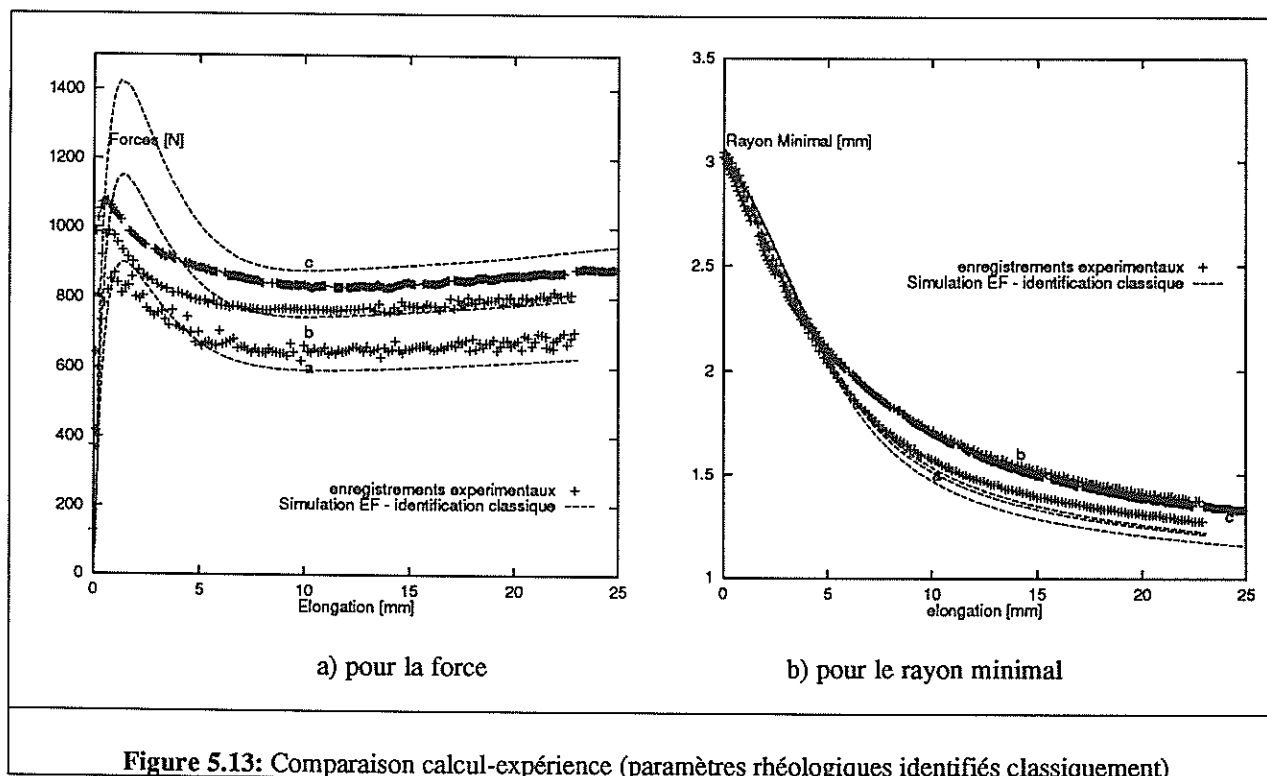 1400
1200
1000
800
600
400
200
0
Forces [N]
c
b
a
enregistrements experimentaux
Simulation EF - identification classique
0 5 10 15 20 25
Elongation [mm]
a) pour la force
3.5
3
2.5
2
1.5
1
Rayon Minimal [mm]
enregistrements experimentaux
Simulation EF - identification classique
b
c
0 5 10 15 20 25
elongation [mm]
b) pour le rayon minimal
Figure 5.13: Comparaison calcul-expérience (paramètres rhéologiques identifiés classiquement)